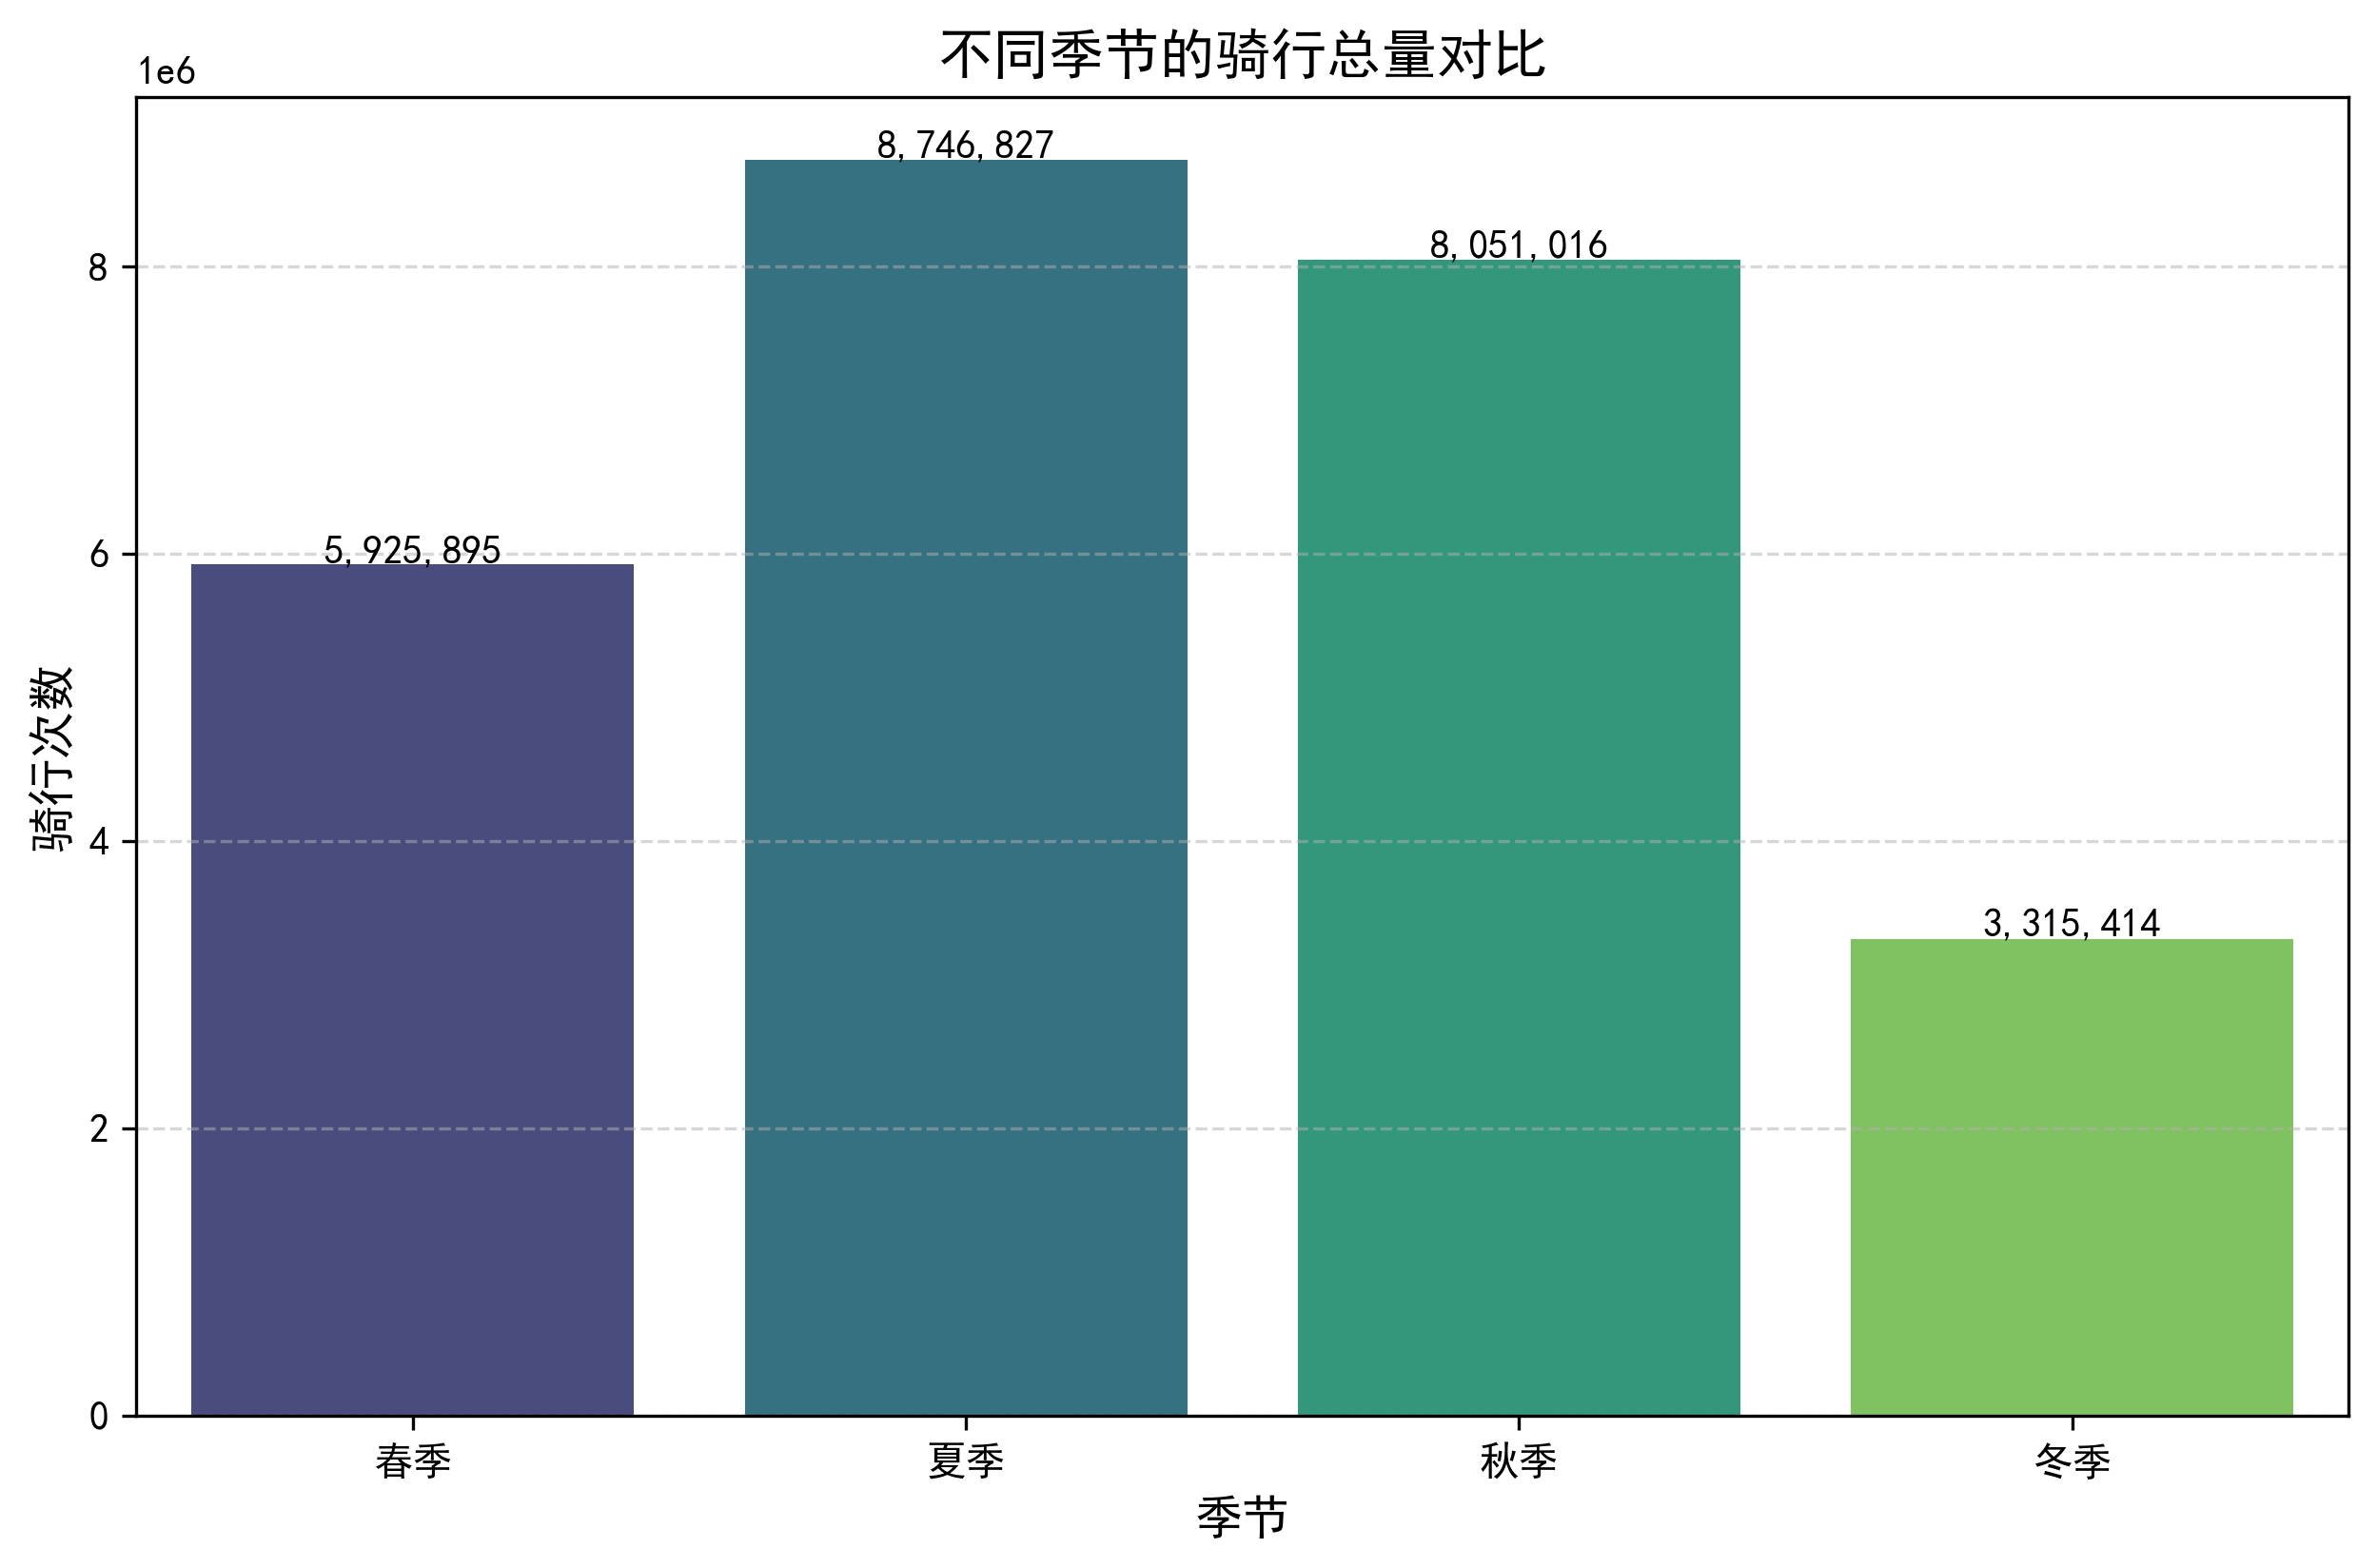 不同季节的骑行总量对比
1e6
8,746,827
8,051,016
8
5,925,895
6
骑行次数
4
3,315,414
2
0
春季
夏季
秋季
冬季
季节